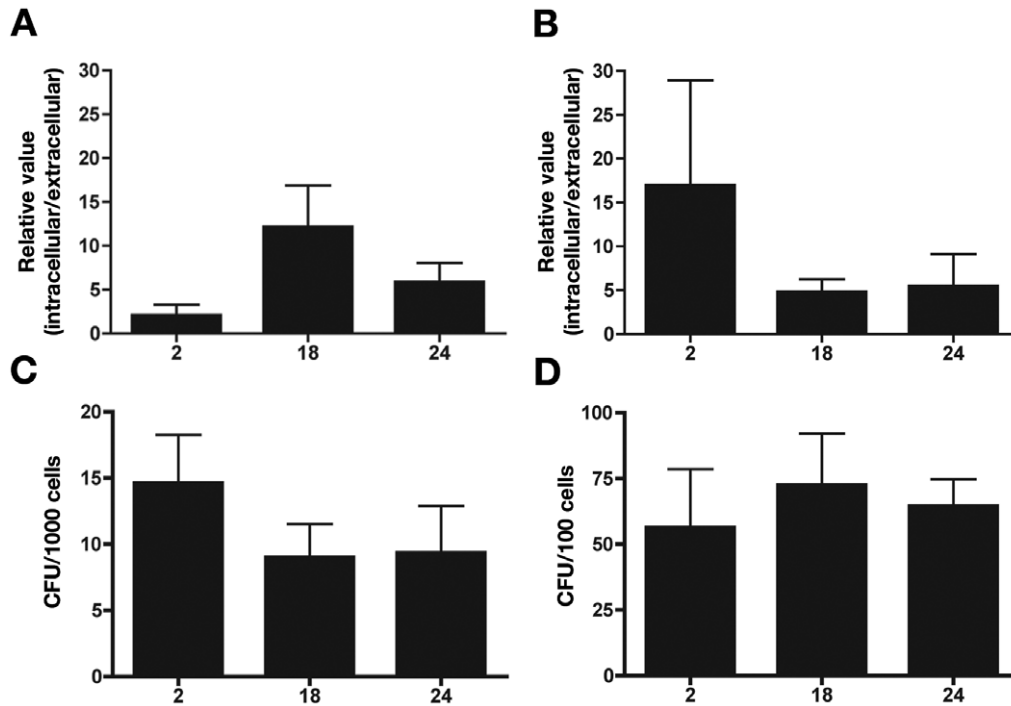 A
Relative value
(intracellular/extracellular)
30
25
20
15
10
5
0
2 18 24
B
Relative value
(intracellular/extracellular)
30
25
20
15
10
5
0
2 18 24
C
CFU/1000 cells
20
15
10
5
0
2 18 24
D
CFU/100 cells
100
75
50
25
0
2 18 24